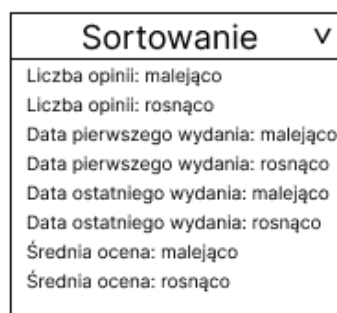 Sortowanie
Liczba opinii: malejąco
Liczba opinii: rosnąco
Data pierwszego wydania: malejąco
Data pierwszego wydania: rosnąco
Data ostatniego wydania: malejąco
Data ostatniego wydania: rosnąco
Średnia ocena: malejąco
Średnia ocena: rosnąco